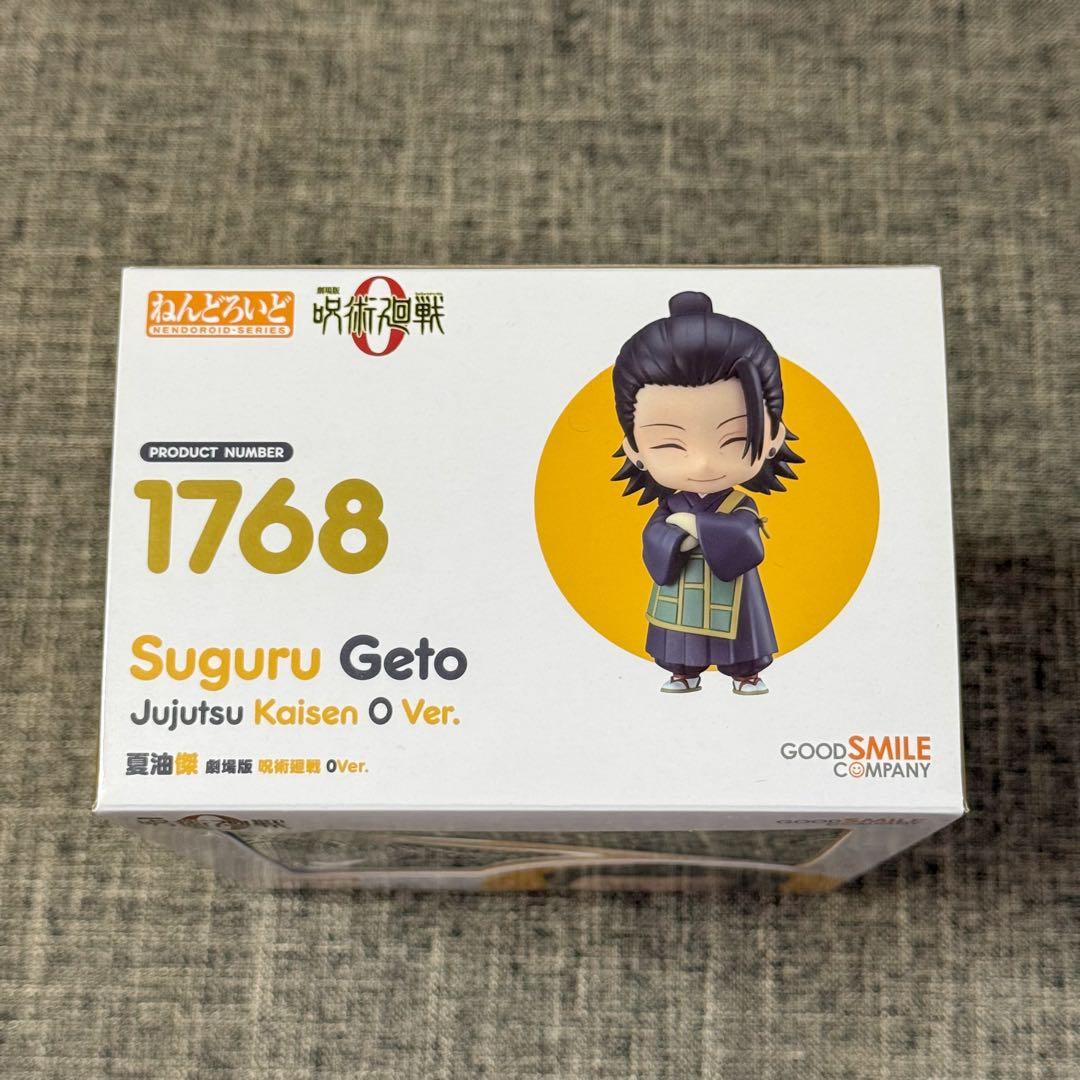 ねんどろいど
NENDOROID-SERIES
劇場版
呪術廻戦
0
PRODUCT NUMBER
1768
Suguru Geto
Jujutsu Kaisen 0 Ver.
夏油傑 劇場版 呪術廻戦 0Ver.
GOOD SMILE
COMPANY
GOOD SMILE